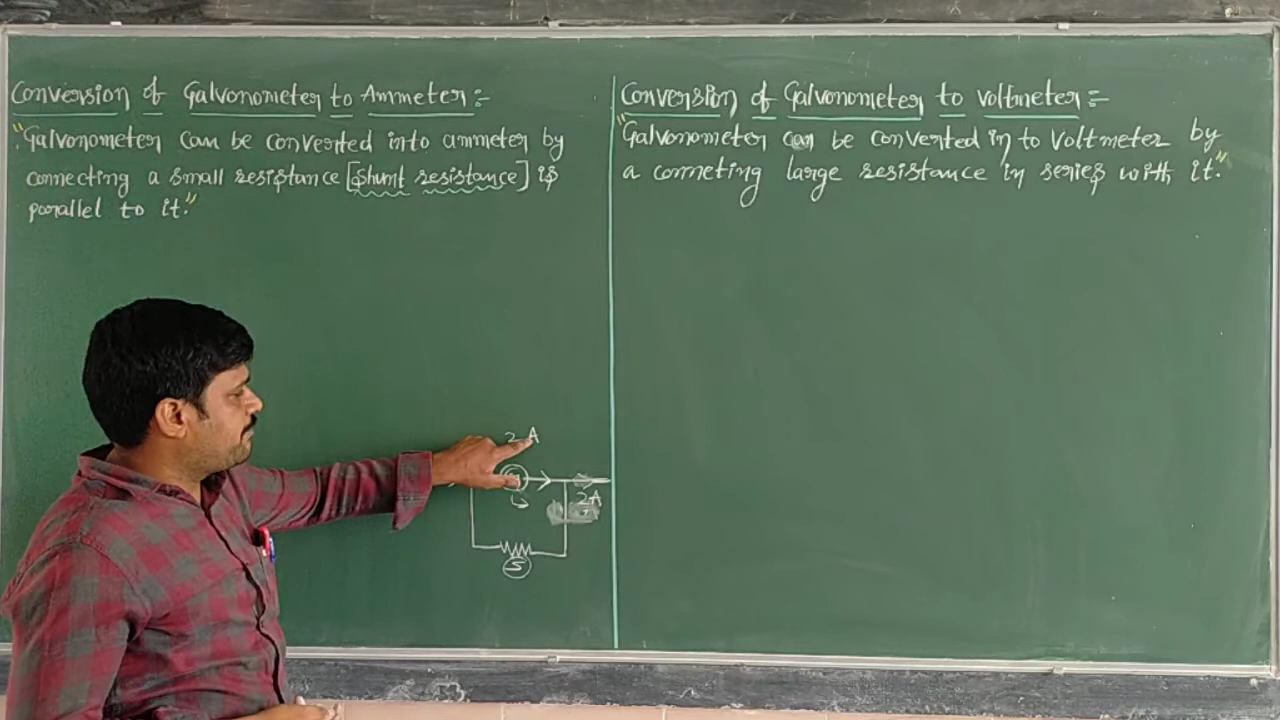 Conversion of Galvonometer to Ammeter :-
"Galvonometer can be converted into ammeter by
connecting a small resistance [shunt resistance] is
parallel to it."
2A
G
2A
S
Conversion of Galvonometer to voltmeter :-
"Galvonometer can be converted in to voltmeter by
a conneting large resistance in series with it."